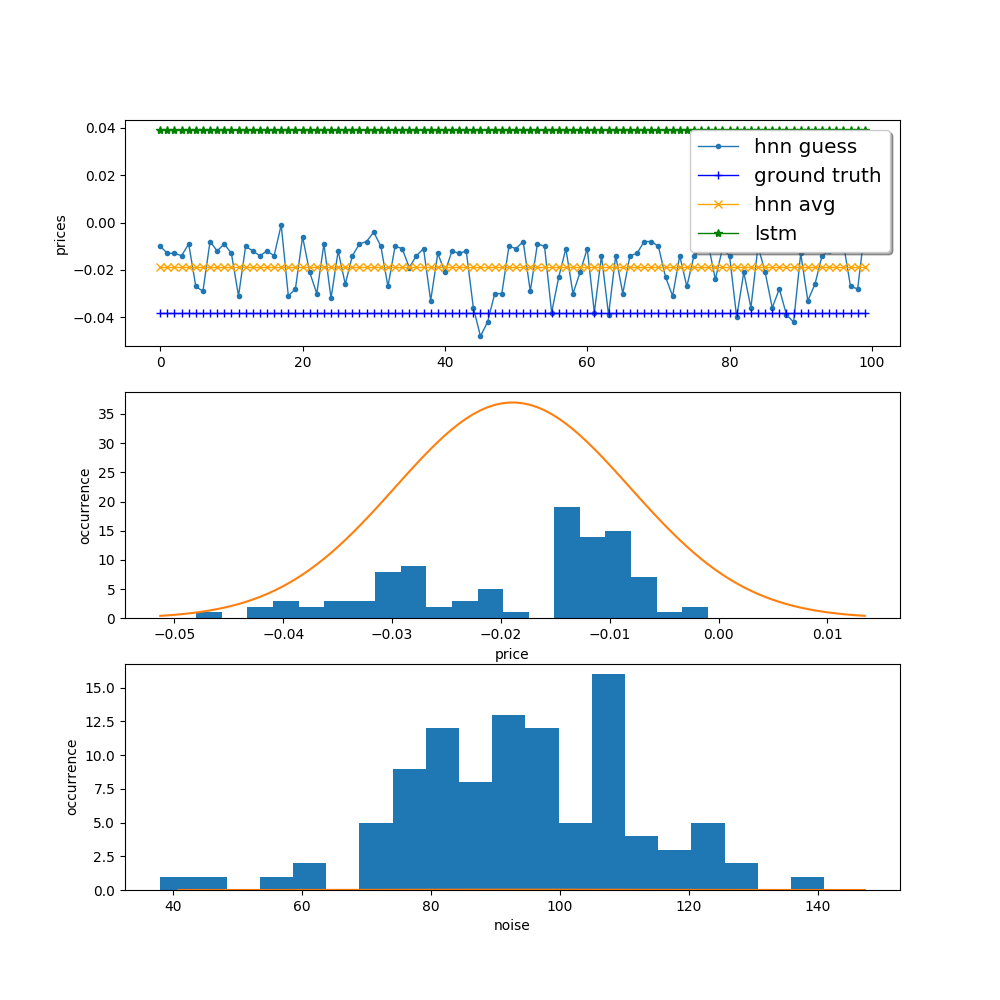 0.04
0.02
0.00
−0.02
−0.04
prices
hnn guess
ground truth
hnn avg
lstm
0 20 40 60 80 100
35
30
25
20
15
10
5
0
occurrence
−0.05 −0.04 −0.03 −0.02 −0.01 0.00 0.01
price
15.0
12.5
10.0
7.5
5.0
2.5
0.0
occurrence
40 60 80 100 120 140
noise